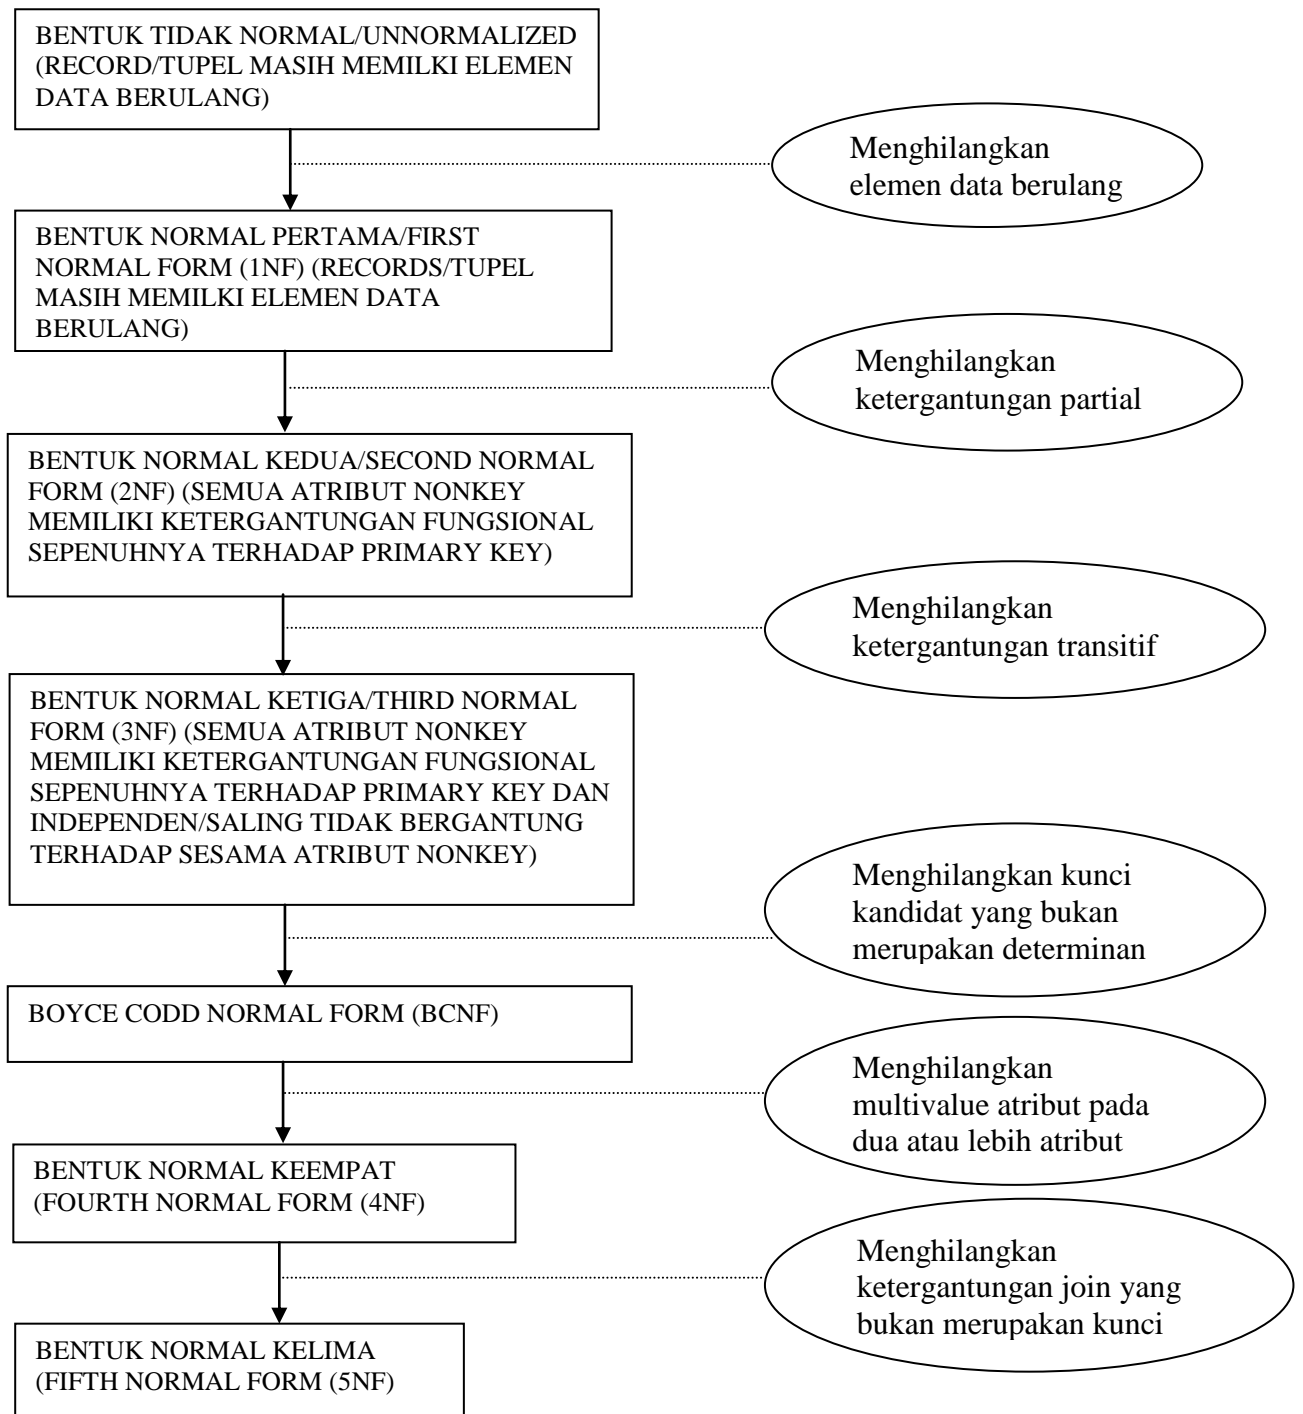 BENTUK TIDAK NORMAL/UNNORMALIZED
(RECORD/TUPEL MASIH MEMILKI ELEMEN
DATA BERULANG)
Menghilangkan
elemen data berulang
BENTUK NORMAL PERTAMA/FIRST
NORMAL FORM (1NF) (RECORDS/TUPEL
MASIH MEMILKI ELEMEN DATA
BERULANG)
Menghilangkan
ketergantungan partial
BENTUK NORMAL KEDUA/SECOND NORMAL
FORM (2NF) (SEMUA ATRIBUT NONKEY
MEMILIKI KETERGANTUNGAN FUNGSIONAL
SEPENUHNYA TERHADAP PRIMARY KEY)
Menghilangkan
ketergantungan transitif
BENTUK NORMAL KETIGA/THIRD NORMAL
FORM (3NF) (SEMUA ATRIBUT NONKEY
MEMILIKI KETERGANTUNGAN FUNGSIONAL
SEPENUHNYA TERHADAP PRIMARY KEY DAN
INDEPENDEN/SALING TIDAK BERGANTUNG
TERHADAP SESAMA ATRIBUT NONKEY)
Menghilangkan kunci
kandidat yang bukan
merupakan determinan
BOYCE CODD NORMAL FORM (BCNF)
Menghilangkan
multivalue atribut pada
dua atau lebih atribut
BENTUK NORMAL KEEMPAT
(FOURTH NORMAL FORM (4NF)
Menghilangkan
ketergantungan join yang
bukan merupakan kunci
BENTUK NORMAL KELIMA
(FIFTH NORMAL FORM (5NF)